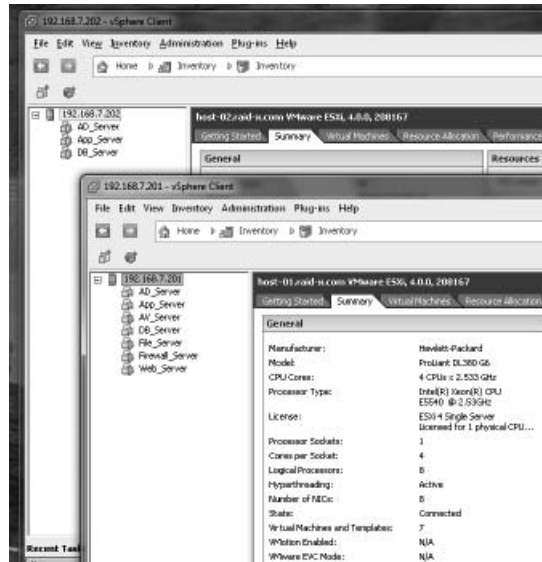 192.168.7.202 - vSphere Client
File Edit View Inventory Administration Plug-ins Help
Home Inventory Inventory
192.168.7.202
AD_Server
App_Server
DB_Server
host-02.raid-n.com VMware ESXi, 4.0.0, 208167
Getting Started Summary Virtual Machines Resource Allocation Performance
General
Resources
192.168.7.201 - vSphere Client
File Edit View Inventory Administration Plug-ins Help
Home Inventory Inventory
192.168.7.201
AD_Server
App_Server
AV_Server
DB_Server
File_Server
Firewall_Server
Web_Server
host-01.raid-n.com VMware ESXi, 4.0.0, 208167
Getting Started Summary Virtual Machines Resource Allocation
General
Manufacturer: Hewlett-Packard
Model: ProLiant DL380 G6
CPU Cores: 4 CPUs x 2.533 GHz
Processor Type: Intel(R) Xeon(R) CPU
E5540 @ 2.53GHz
License: ESXi 4 Single Server
Licensed for 1 physical CPU...
Processor Sockets: 1
Cores per Socket: 4
Logical Processors: 8
Hyperthreading: Active
Number of NICs: 8
State: Connected
Virtual Machines and Templates: 7
VMotion Enabled: N/A
VMware EVC Mode: N/A
Recent Task